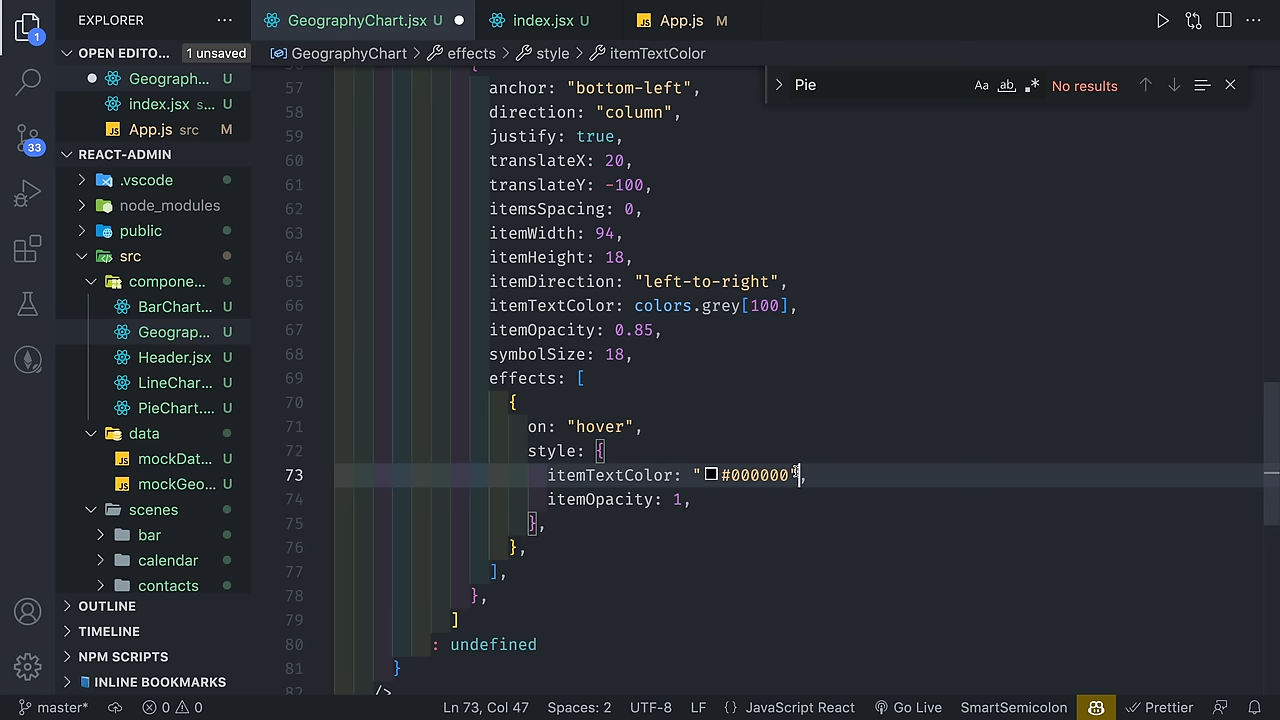 EXPLORER
GeographyChart.jsx U
index.jsx U
App.js M
1
OPEN EDITO... 1 unsaved
GeographyChart > effects > style > itemTextColor
Geograph... U
index.jsx s... U
App.js src M
33
REACT-ADMIN
.vscode
node_modules
public
src
compone...
BarChart... U
Geograp... U
Header.jsx U
LineChar... U
PieChart.... U
data
mockDat... U
mockGeo... U
scenes
bar
calendar
contacts
OUTLINE
TIMELINE
NPM SCRIPTS
INLINE BOOKMARKS
Pie Aa ab .* No results
57 anchor: "bottom-left",
58 direction: "column",
59 justify: true,
60 translateX: 20,
61 translateY: -100,
62 itemsSpacing: 0,
63 itemWidth: 94,
64 itemHeight: 18,
65 itemDirection: "left-to-right",
66 itemTextColor: colors.grey[100],
67 itemOpacity: 0.85,
68 symbolSize: 18,
69 effects: [
70 {
71 on: "hover",
72 style: {
73 itemTextColor: "#000000",
74 itemOpacity: 1,
75 },
76 },
77 ],
78 },
79 ]
80 : undefined
81 }
82 />
master* 0 0 Ln 73, Col 47 Spaces: 2 UTF-8 LF {} JavaScript React Go Live SmartSemicolon Prettier